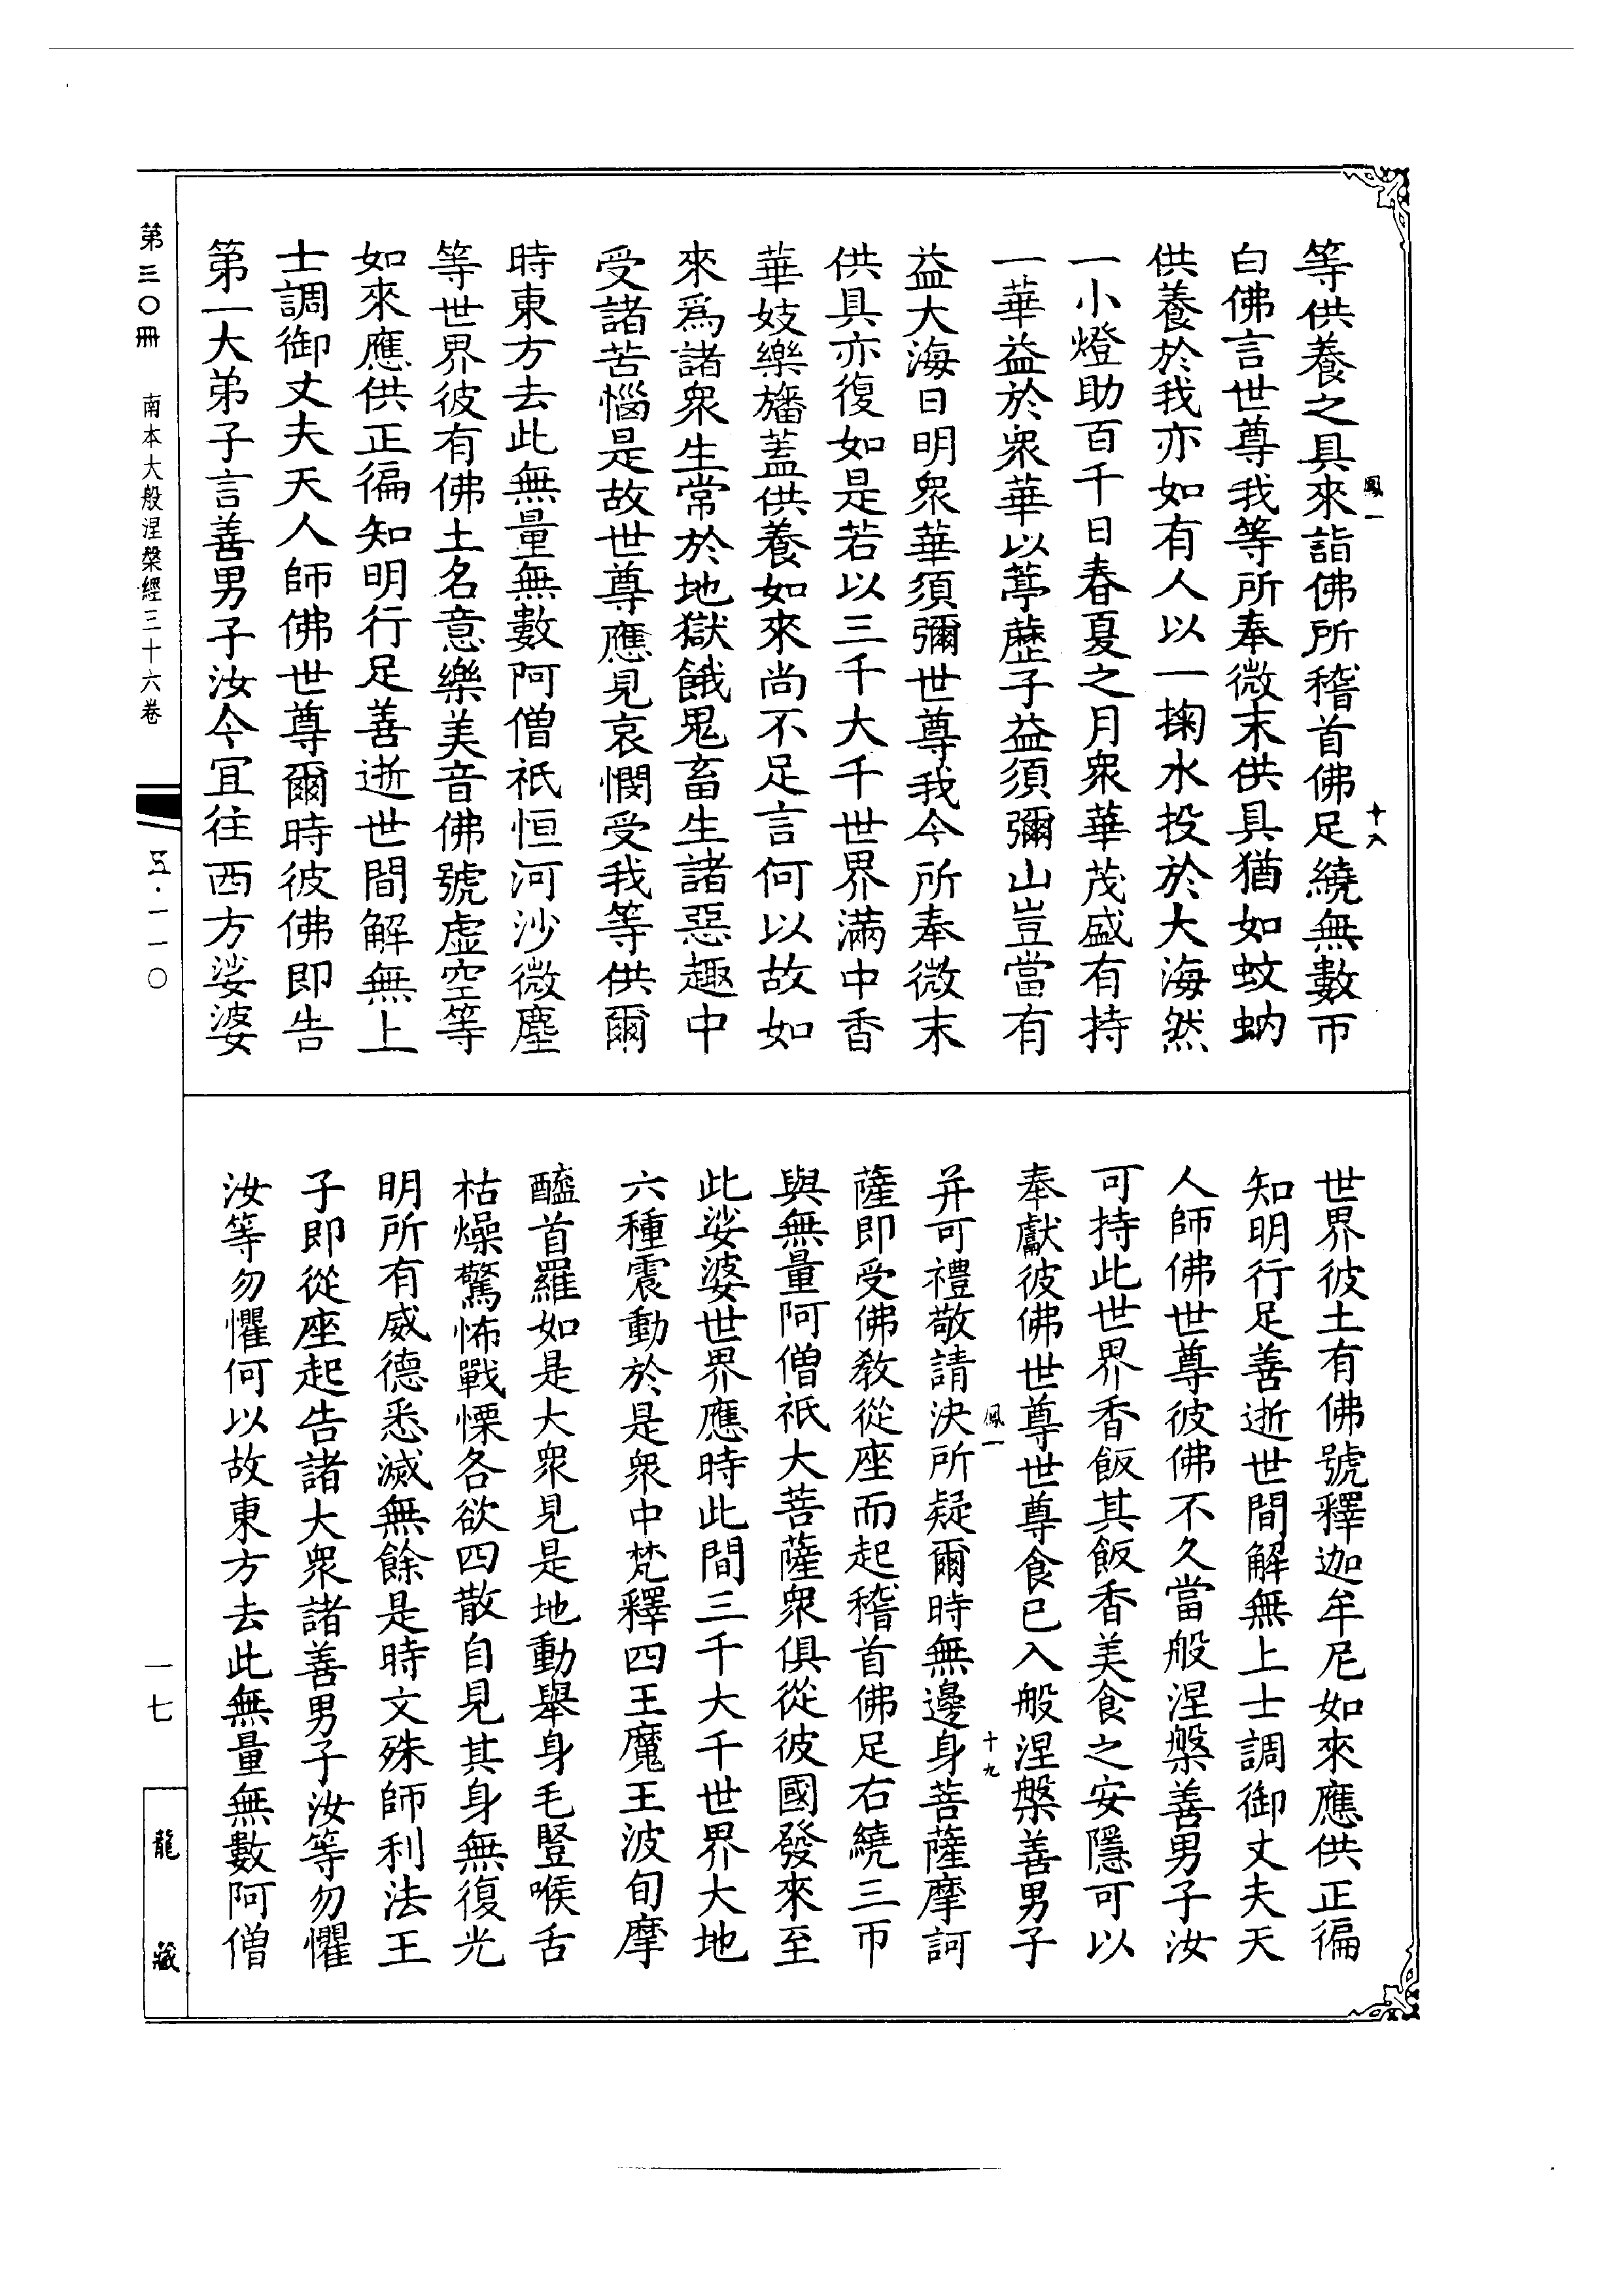 等供養之具來詣佛所稽首佛足繞無數帀
白佛言世尊我等所奉微末供具猶如蚊蚋
供養於我亦如有人以一掬水投於大海然
一小燈助百千日春夏之月衆華茂盛有持
一華益於衆華以葶藶子益須彌山豈當有
益大海日明衆華須彌世尊我今所奉微末
供具亦復如是若以三千大千世界滿中香
華妓樂旛蓋供養如來尚不足言何以故如
來爲諸衆生常於地獄餓鬼畜生諸惡趣中
受諸苦惱是故世尊應見哀憫受我等供爾
時東方去此無量無數阿僧祇恒河沙微塵
等世界彼有佛土名意樂美音佛號虛空等
如來應供正徧知明行足善逝世間解無上
士調御丈夫天人師佛世尊爾時彼佛即告
第一大弟子言善男子汝今宜往西方娑婆
鳳一
十八
世界彼土有佛號釋迦牟尼如來應供正徧
知明行足善逝世間解無上士調御丈夫天
人師佛世尊彼佛不久當般涅槃善男子汝
可持此世界香飯其飯香美食之安隱可以
奉獻彼佛世尊世尊食已入般涅槃善男子
并可禮敬請決所疑爾時無邊身菩薩摩訶
薩即受佛教從座而起稽首佛足右繞三帀
與無量阿僧祇大菩薩衆俱從彼國發來至
此娑婆世界應時此間三千大千世界大地
六種震動於是衆中梵釋四王魔王波旬摩
醯首羅如是大衆見是地動舉身毛豎喉舌
枯燥驚怖戰慄各欲四散自見其身無復光
明所有威德悉滅無餘是時文殊師利法王
子即從座起告諸大衆諸善男子汝等勿懼
汝等勿懼何以故東方去此無量無數阿僧
鳳一
十九
第三〇冊 南本大般涅槃經三十六卷
五·一一〇
一七
龍藏